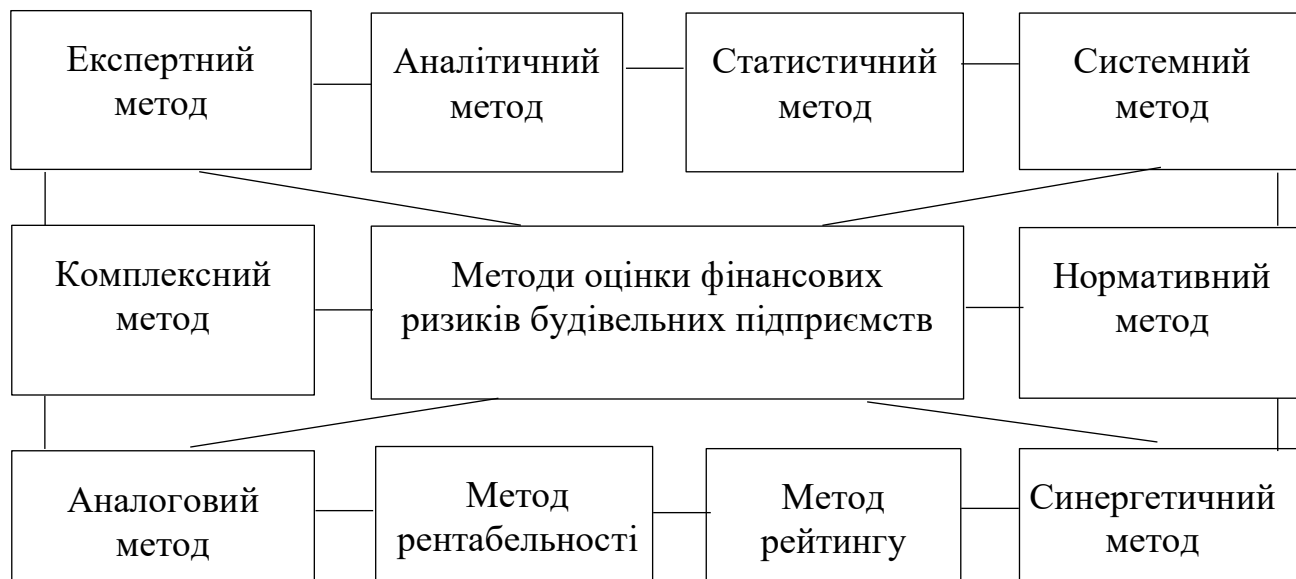 Експертний
метод
Аналітичний
метод
Статистичний
метод
Системний
метод
Комплексний
метод
Методи оцінки фінансових
ризиків будівельних підприємств
Нормативний
метод
Аналоговий
метод
Метод
рентабельності
Метод
рейтингу
Синергетичний
метод